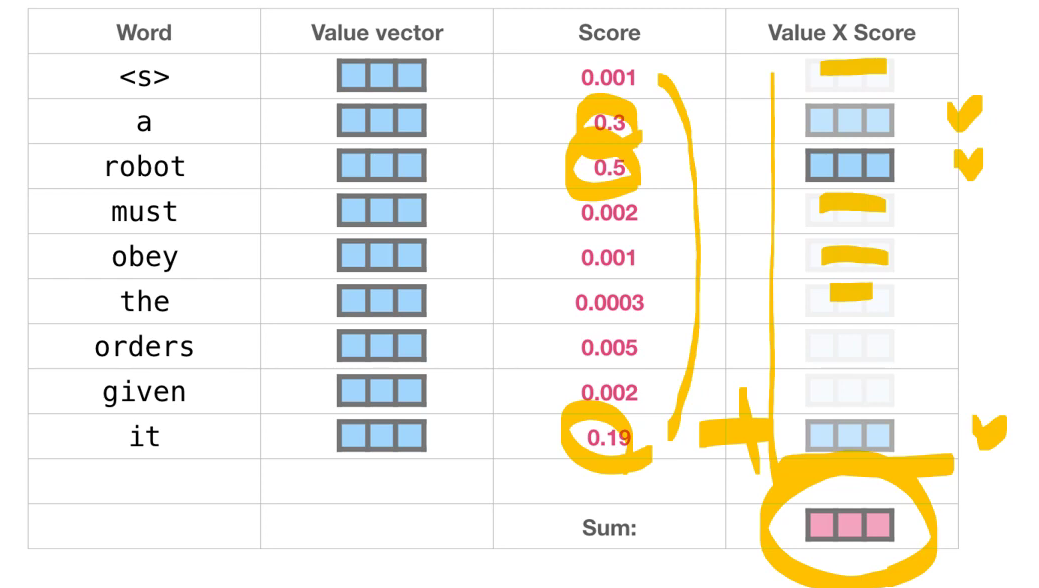 Word Value vector Score Value X Score
<s> 0.001
a 0.3
robot 0.5
must 0.002
obey 0.001
the 0.0003
orders 0.005
given 0.002
it 0.19
Sum: